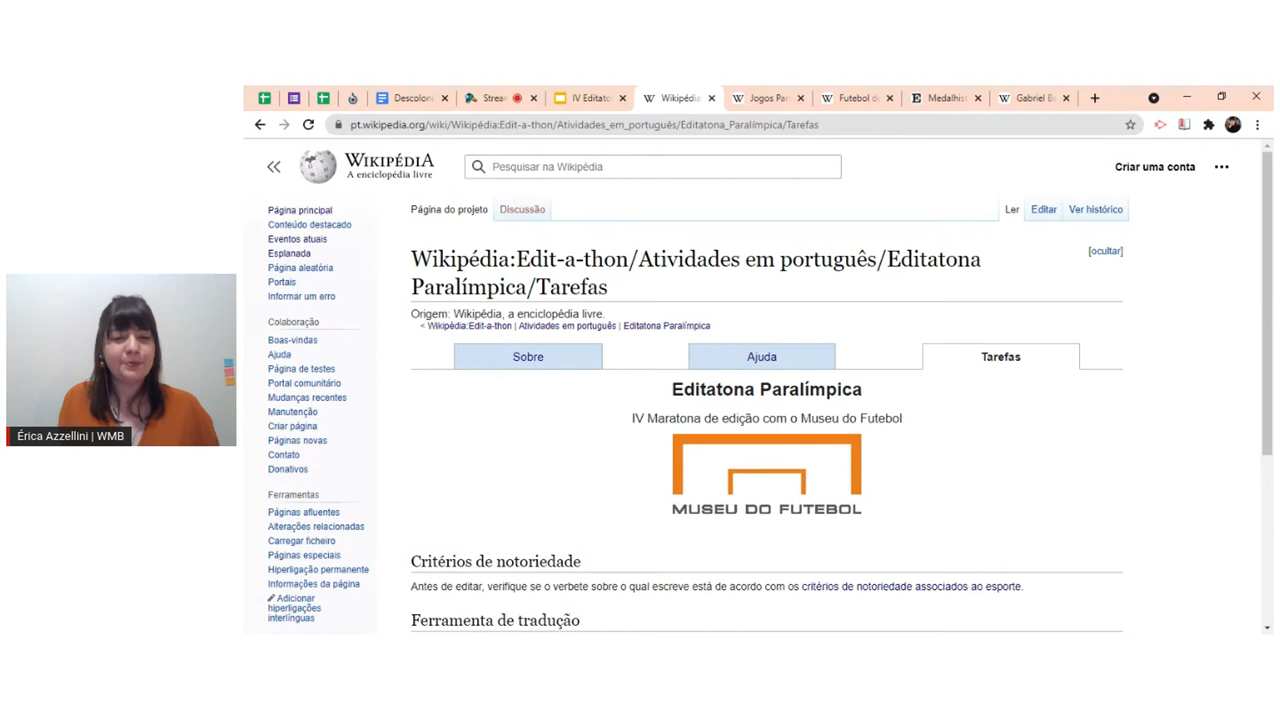 Descoloni
Strea
IV Editato
Wikipédia
Jogos Par
Futebol d
Medalhist
Gabriel B
pt.wikipedia.org/wiki/Wikipédia:Edit-a-thon/Atividades_em_português/Editatona_Paralímpica/Tarefas
WIKIPÉDIA
A enciclopédia livre
Pesquisar na Wikipédia
Criar uma conta
Página do projeto
Discussão
Ler
Editar
Ver histórico
Página principal
Conteúdo destacado
Eventos atuais
Esplanada
Página aleatória
Portais
Informar um erro
Colaboração
Boas-vindas
Ajuda
Página de testes
Portal comunitário
Mudanças recentes
Manutenção
Criar página
Páginas novas
Contato
Donativos
Ferramentas
Páginas afluentes
Alterações relacionadas
Carregar ficheiro
Páginas especiais
Hiperligação permanente
Informações da página
Adicionar
hiperligações
interlínguas
Wikipédia:Edit-a-thon/Atividades em português/Editatona
Paralímpica/Tarefas
[ocultar]
Origem: Wikipédia, a enciclopédia livre.
< Wikipédia:Edit-a-thon | Atividades em português | Editatona Paralímpica
Sobre
Ajuda
Tarefas
Editatona Paralímpica
IV Maratona de edição com o Museu do Futebol
MUSEU DO FUTEBOL
Critérios de notoriedade
Antes de editar, verifique se o verbete sobre o qual escreve está de acordo com os critérios de notoriedade associados ao esporte.
Ferramenta de tradução
Érica Azzellini | WMB